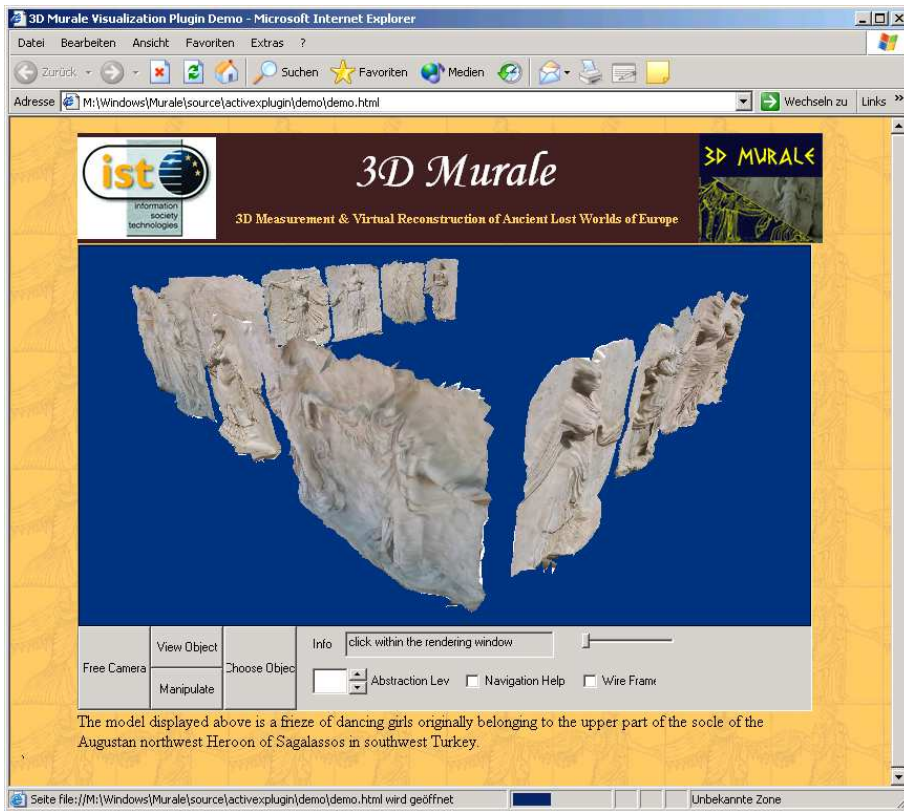 3D Murale Visualization Plugin Demo - Microsoft Internet Explorer
Datei Bearbeiten Ansicht Favoriten Extras ?
Zurück Suchen Favoriten Medien
Adresse M:\Windows\Murale\source\activexplugin\demo\demo.html Wechseln zu Links »
ist
information
society
technologies
3D Murale
3D Measurement & Virtual Reconstruction of Ancient Lost Worlds of Europe
3D MURALE
Free Camera
View Object
Manipulate
Choose Objec
Info click within the rendering window
Abstraction Lev Navigation Help Wire Frame
The model displayed above is a frieze of dancing girls originally belonging to the upper part of the socle of the
Augustan northwest Heroon of Sagalassos in southwest Turkey.
Seite file://M:\Windows\Murale\source\activexplugin\demo\demo.html wird geöffnet Unbekannte Zone